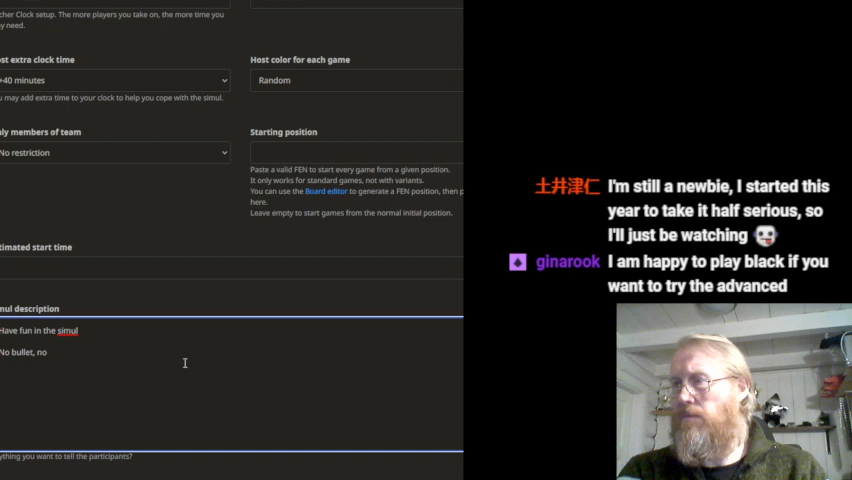 cher Clock setup. The more players you take on, the more time you
y need.
st extra clock time
Host color for each game
+40 minutes
Random
u may add extra time to your clock to help you cope with the simul.
ly members of team
Starting position
No restriction
Paste a valid FEN to start every game from a given position.
It only works for standard games, not with variants.
You can use the Board editor to generate a FEN position, then p
here.
Leave empty to start games from the normal initial position.
timated start time
mul description
Have fun in the simul
No bullet, no
ything you want to tell the participants?
土井津仁 I'm still a newbie, I started this
year to take it half serious, so
I'll just be watching
ginarook I am happy to play black if you
want to try the advanced